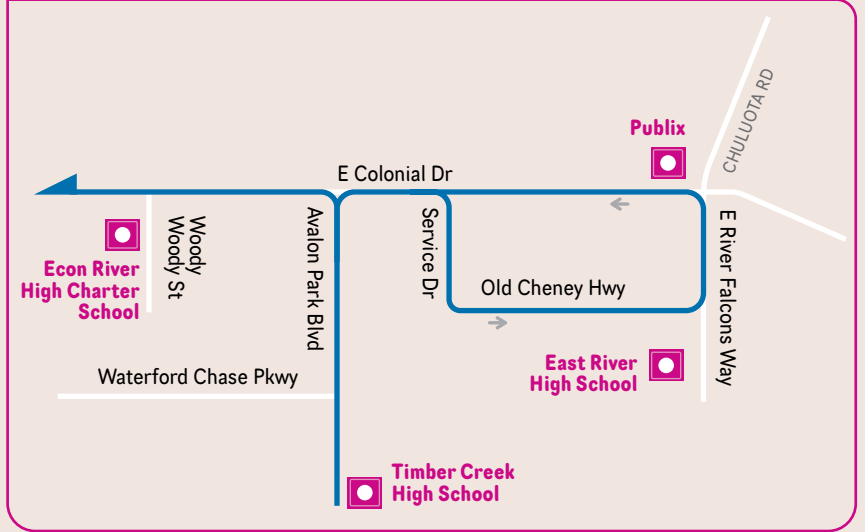 CHULUOTA RD
Publix
E Colonial Dr
Woody
Woody St
Avalon Park Blvd
Service Dr
E River Falcons Way
Econ River
High Charter
School
Old Cheney Hwy
East River
High School
Waterford Chase Pkwy
Timber Creek
High School